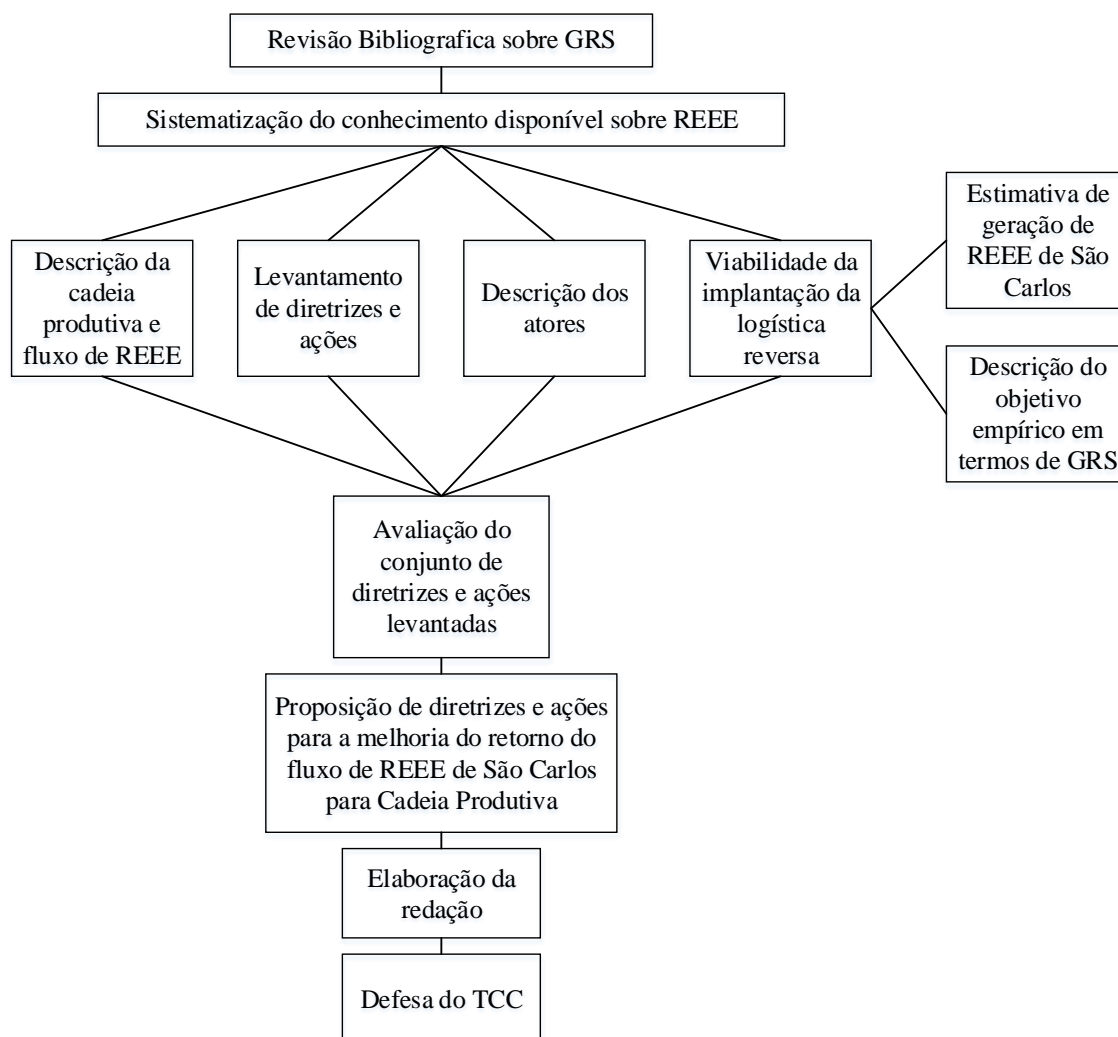 Revisão Bibliografica sobre GRS
Sistematização do conhecimento disponível sobre REEE
Descrição da
cadeia
produtiva e
fluxo de REEE
Levantamento
de diretrizes e
ações
Descrição dos
atores
Viabilidade da
implantação da
logística
reversa
Estimativa de
geração de
REEE de São
Carlos
Descrição do
objetivo
empírico em
termos de GRS
Avaliação do
conjunto de
diretrizes e ações
levantadas
Proposição de diretrizes e ações
para a melhoria do retorno do
fluxo de REEE de São Carlos
para Cadeia Produtiva
Elaboração da
redação
Defesa do TCC